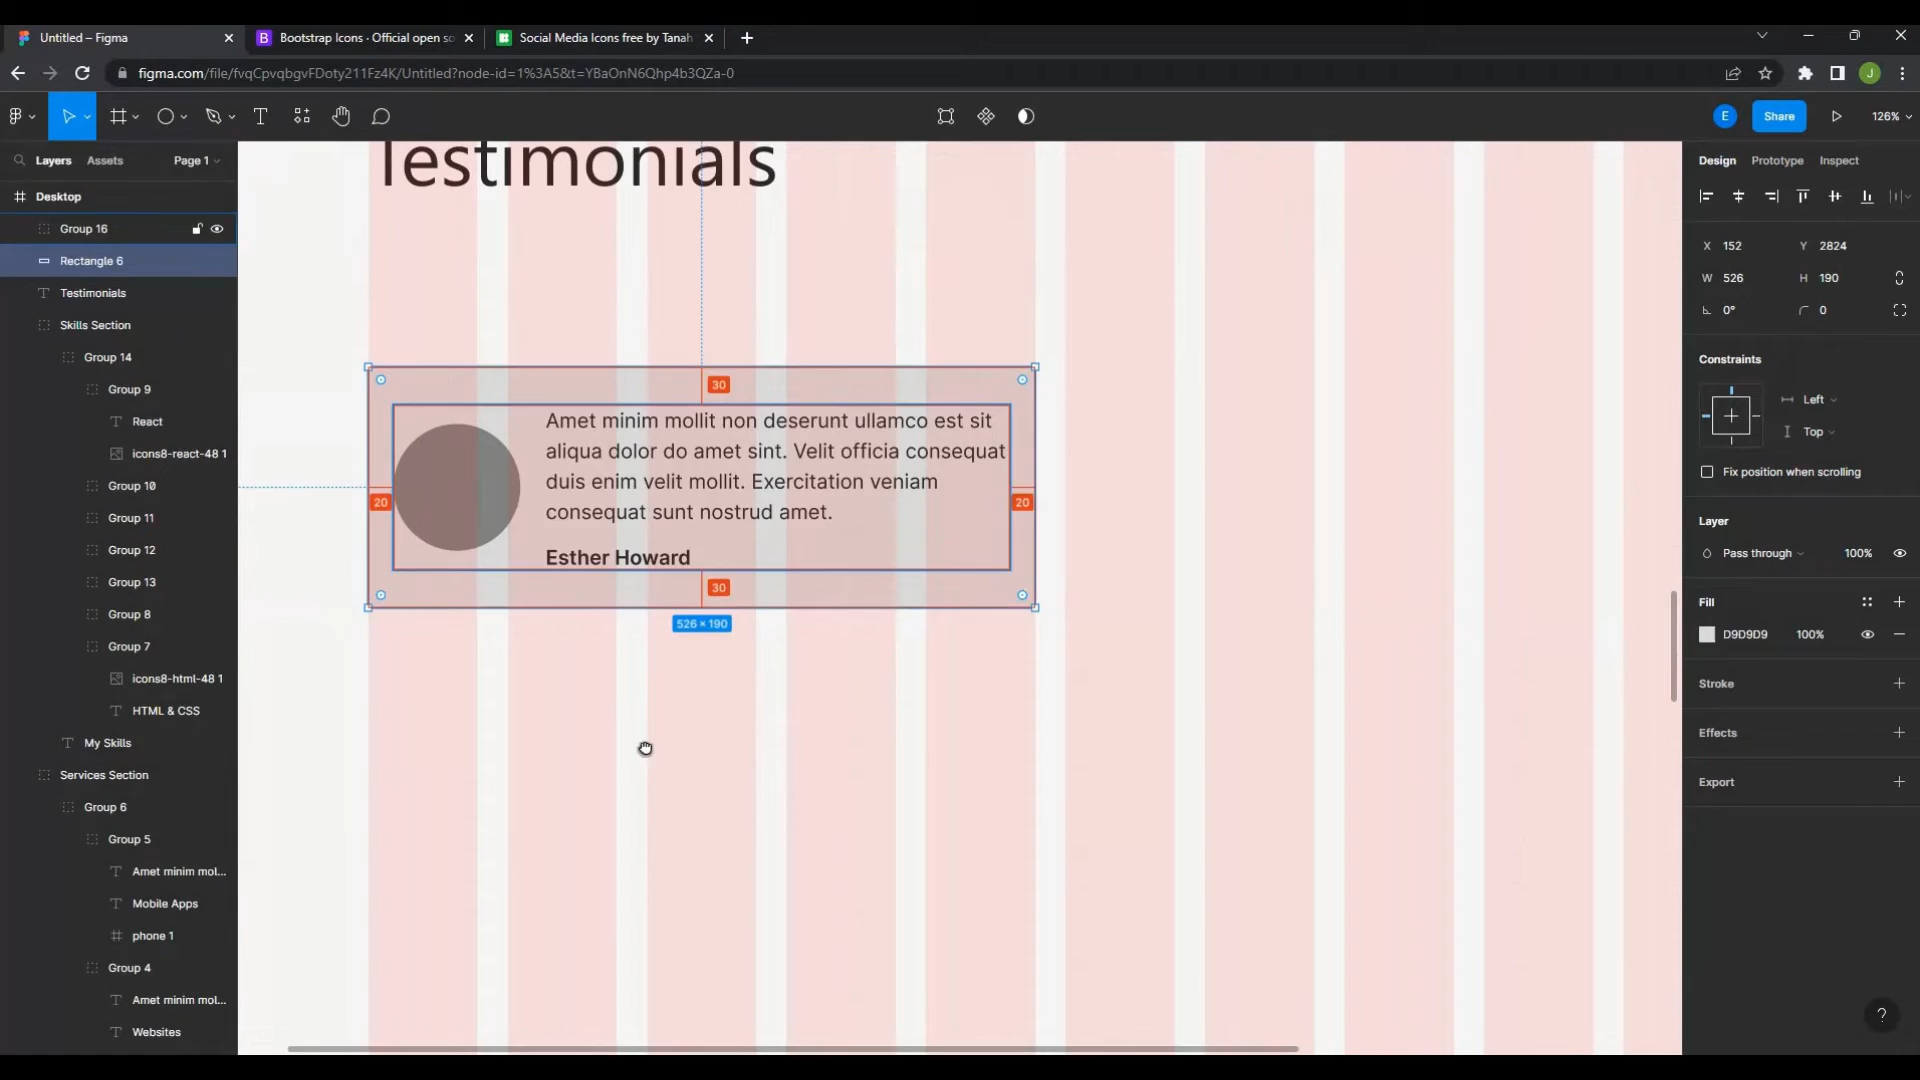 Untitled – Figma
Bootstrap Icons · Official open so
Social Media Icons free by Tanah
J
figma.com/file/fvqCpvqbgvFDoty211Fz4K/Untitled?node-id=1%3A5&t=YBaOnN6Qhp4b3QZa-0
E
Share
126%
Layers
Assets
Page 1
Desktop
Group 16
Rectangle 6
Testimonials
Skills Section
Group 14
Group 9
React
icons8-react-48 1
Group 10
Group 11
Group 12
Group 13
Group 8
Group 7
icons8-html-48 1
HTML & CSS
My Skills
Services Section
Group 6
Group 5
Amet minim mol...
Mobile Apps
phone 1
Group 4
Amet minim mol...
Websites
Testimonials
30
20
20
Amet minim mollit non deserunt ullamco est sit
aliqua dolor do amet sint. Velit officia consequat
duis enim velit mollit. Exercitation veniam
consequat sunt nostrud amet.
Esther Howard
30
526 × 190
Design
Prototype
Inspect
X 152
Y 2824
W 526
H 190
0°
0
Constraints
Left
Top
Fix position when scrolling
Layer
Pass through
100%
Fill
D9D9D9
100%
Stroke
Effects
Export
?